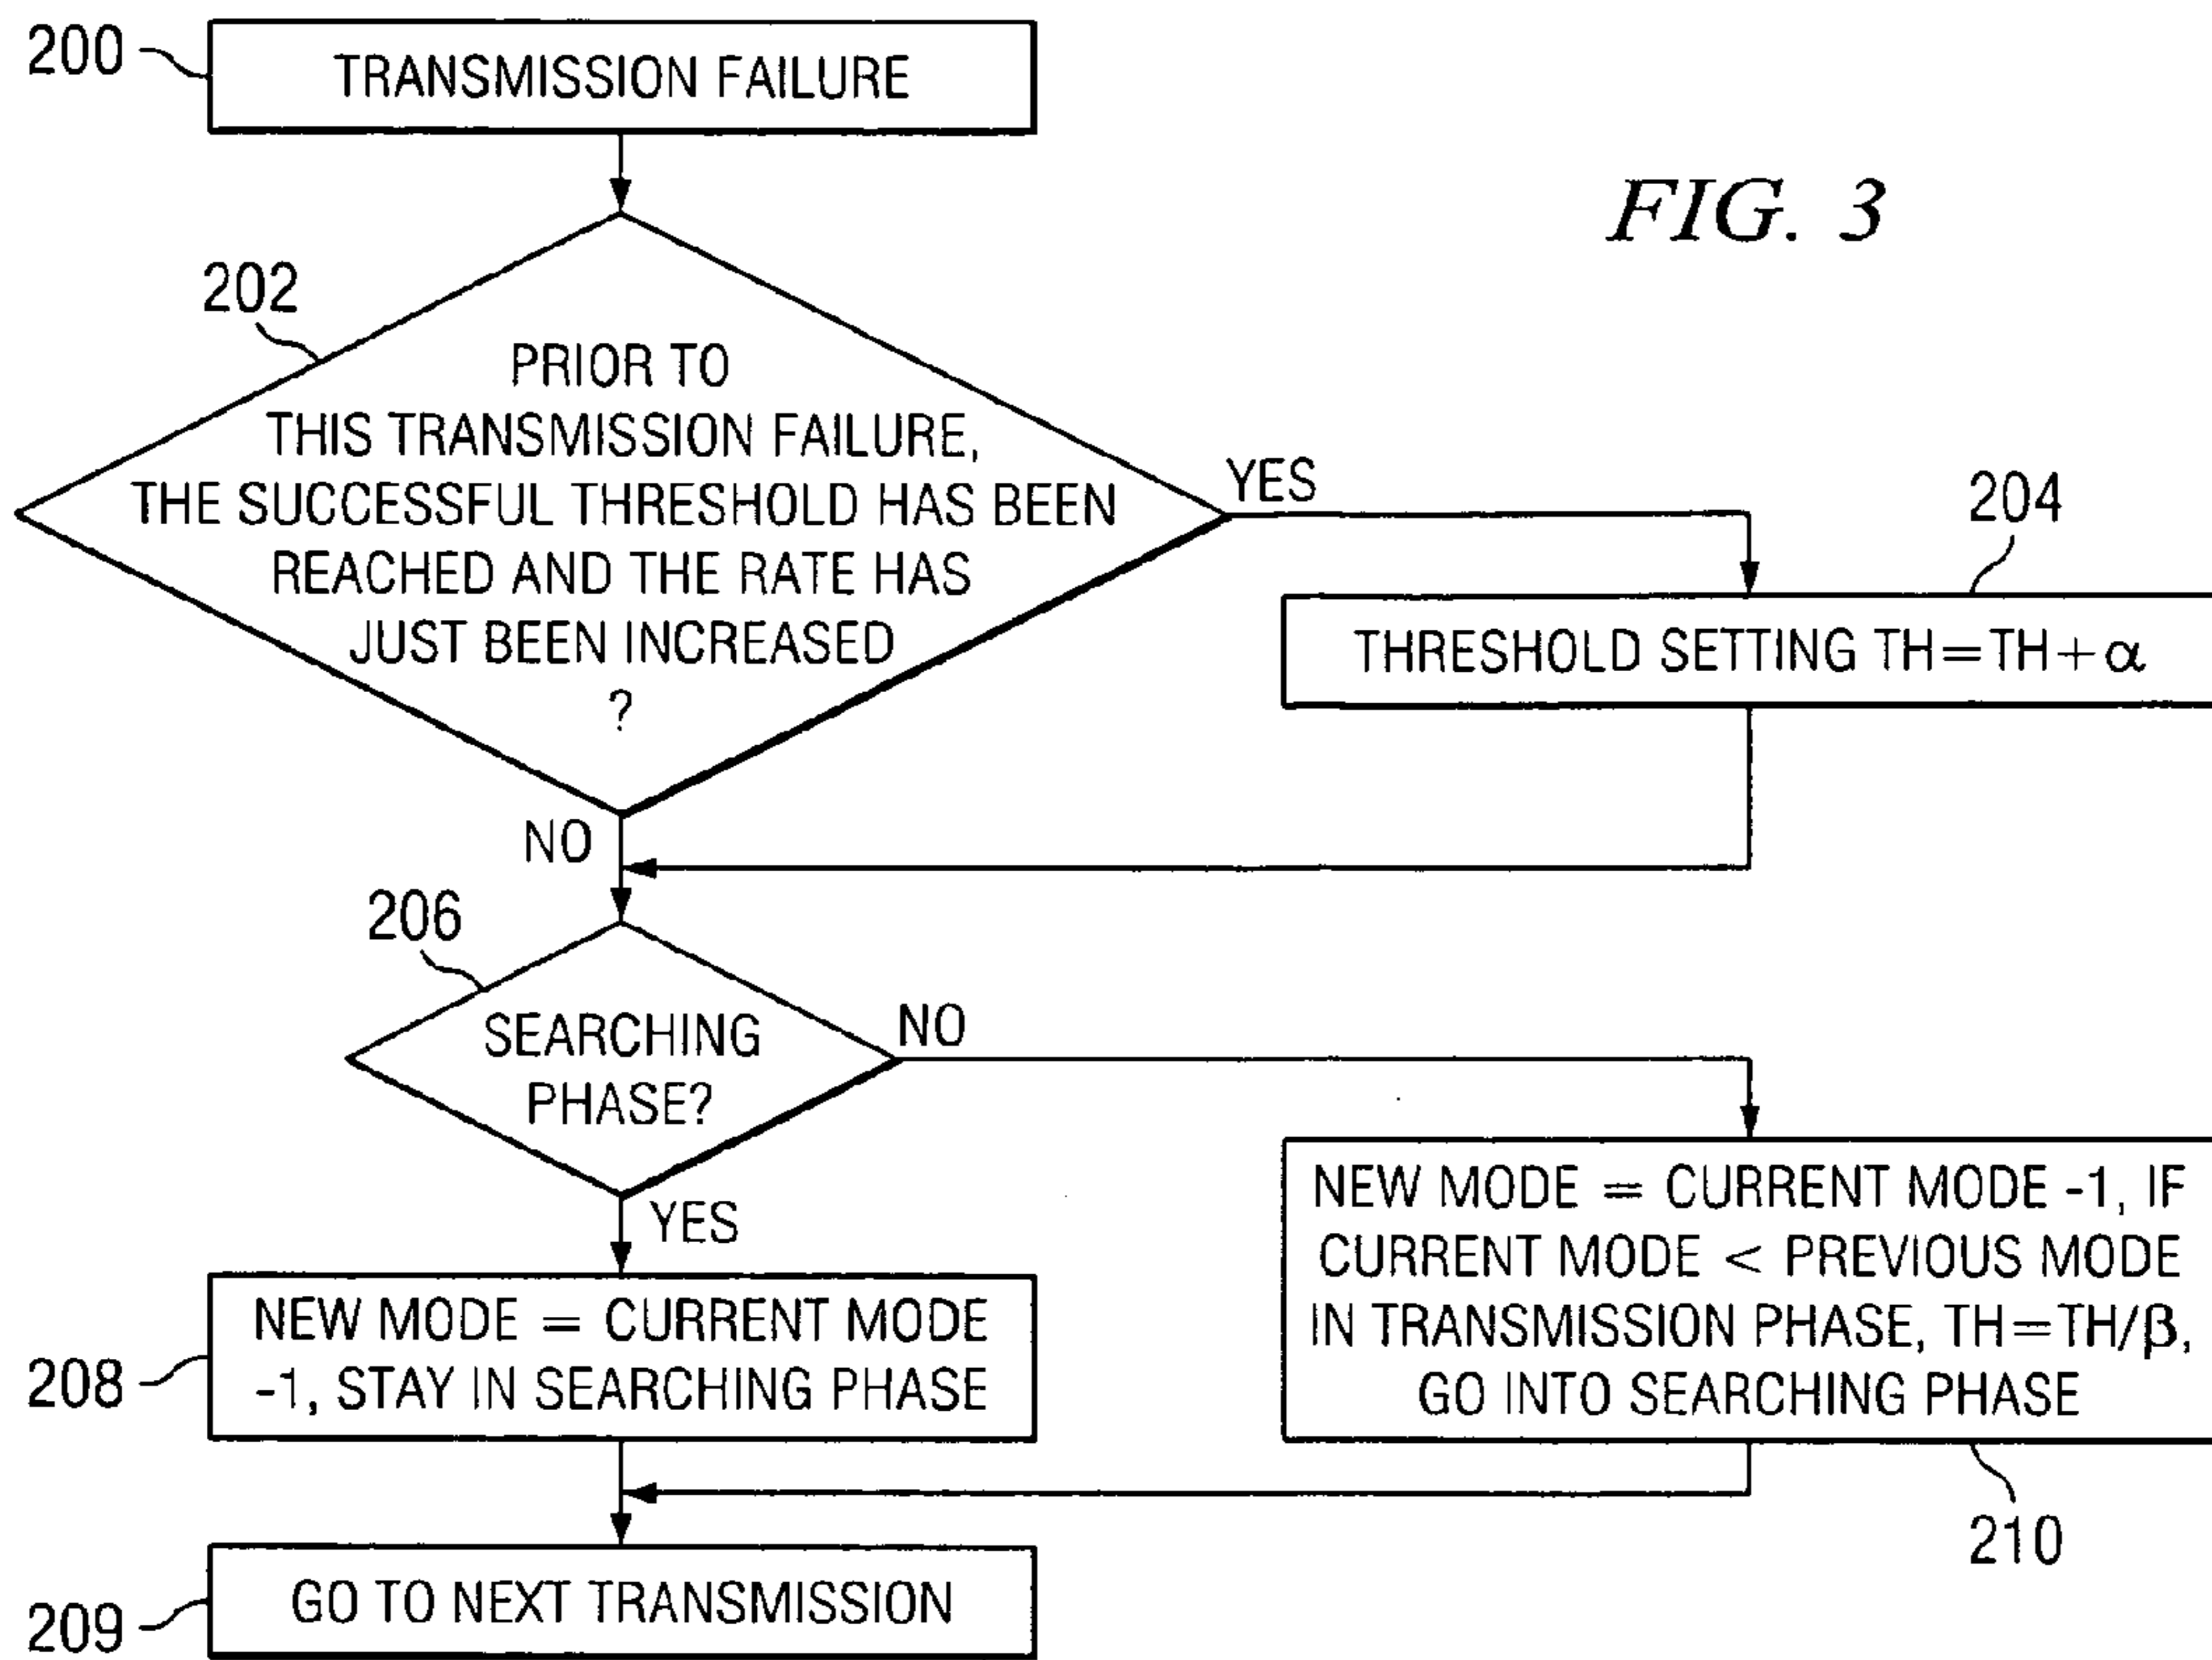 200
TRANSMISSION FAILURE
FIG. 3
202
PRIOR TO
THIS TRANSMISSION FAILURE,
THE SUCCESSFUL THRESHOLD HAS BEEN
REACHED AND THE RATE HAS
JUST BEEN INCREASED
?
YES
204
THRESHOLD SETTING TH=TH+α
NO
206
SEARCHING
PHASE?
NO
YES
NEW MODE = CURRENT MODE -1, IF
CURRENT MODE < PREVIOUS MODE
IN TRANSMISSION PHASE, TH=TH/β,
GO INTO SEARCHING PHASE
210
208
NEW MODE = CURRENT MODE
-1, STAY IN SEARCHING PHASE
209
GO TO NEXT TRANSMISSION